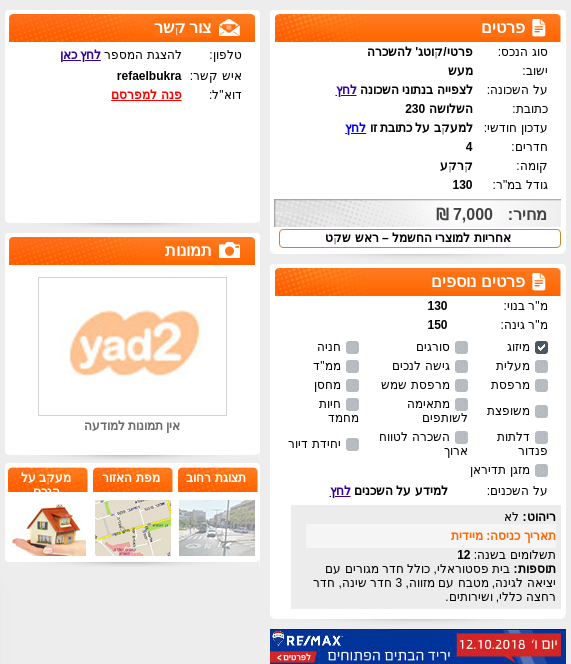 פרטים
סוג הנכס: פרטי/קוטג' להשכרה
ישוב: מעש
על השכונה: לצפייה בנתוני השכונה לחץ
כתובת: השלושה 230
עדכון חודשי: למעקב על כתובת זו לחץ
חדרים: 4
קומה: קרקע
גודל במ"ר: 130
מחיר: 7,000 ₪
אחריות למוצרי החשמל – ראש שקט
פרטים נוספים
מ"ר בנוי: 130
מ"ר גינה: 150
מיזוג סורגים חניה
מעלית גישה לנכים ממ"ד
מרפסת מרפסת שמש מחסן
משופצת מתאימה לשותפים חיות מחמד
דלתות פנדור השכרה לטווח ארוך יחידת דיור
מזגן תדיראן
על השכנים: למידע על השכנים לחץ
ריהוט: לא
תאריך כניסה: מיידית
תשלומים בשנה: 12
תוספות: בית פסטוראלי, כולל חדר מגורים עם
יציאה לגינה, מטבח עם מזווה, 3 חדר שינה, חדר
רחצה כללי, ושירותים.
יום ו' 12.10.2018
RE/MAX
יריד הבתים הפתוחים
לפרטים >
צור קשר
טלפון: להצגת המספר לחץ כאן
איש קשר: refaelbukra
דוא"ל: פנה למפרסם
תמונות
yad2
אין תמונות למודעה
תצוגת רחוב
מפת האזור
מעקב על
הנכס